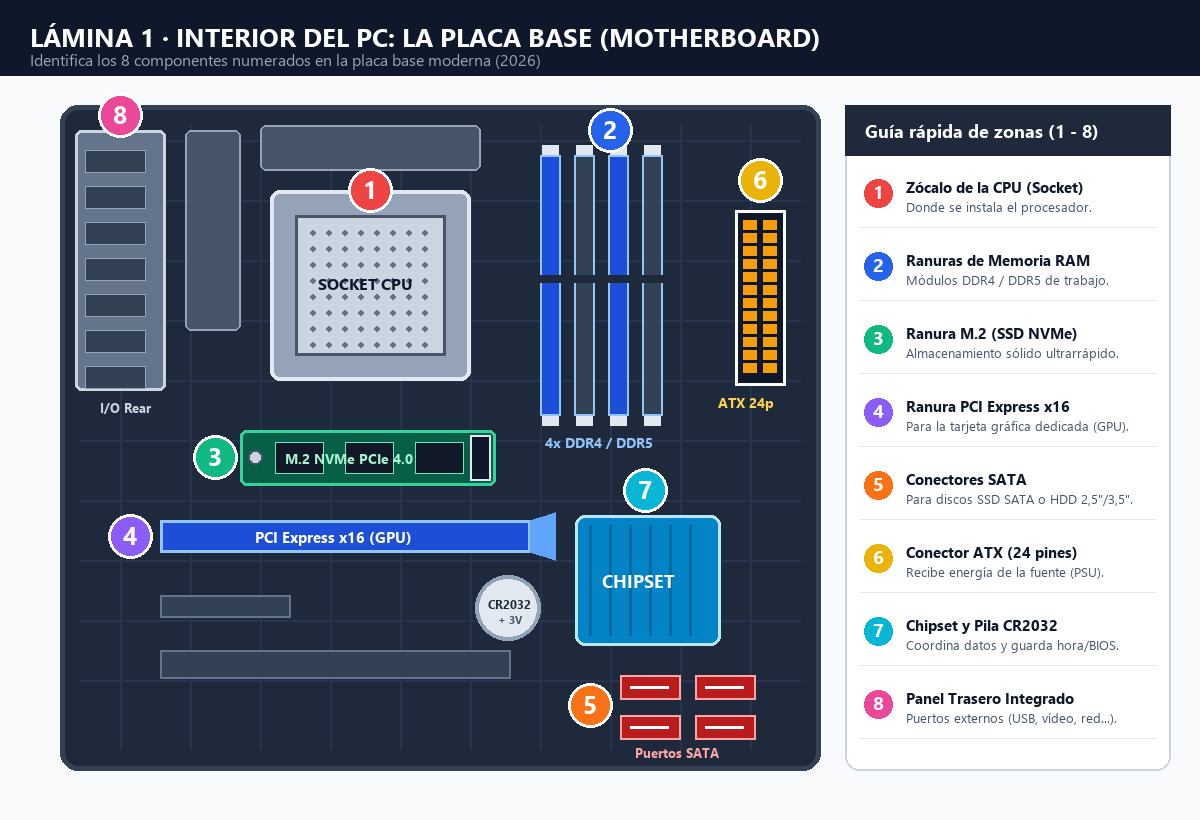 LÁMINA 1 · INTERIOR DEL PC: LA PLACA BASE (MOTHERBOARD)
Identifica los 8 componentes numerados en la placa base moderna (2026)
8
I/O Rear
1
SOCKET CPU
2
4x DDR4 / DDR5
6
ATX 24p
3
M.2 NVMe PCIe 4.0
4
PCI Express x16 (GPU)
7
CHIPSET
CR2032
+ 3V
5
Puertos SATA
Guía rápida de zonas (1 - 8)
1
Zócalo de la CPU (Socket)
Donde se instala el procesador.
2
Ranuras de Memoria RAM
Módulos DDR4 / DDR5 de trabajo.
3
Ranura M.2 (SSD NVMe)
Almacenamiento sólido ultrarrápido.
4
Ranura PCI Express x16
Para la tarjeta gráfica dedicada (GPU).
5
Conectores SATA
Para discos SSD SATA o HDD 2,5"/3,5".
6
Conector ATX (24 pines)
Recibe energía de la fuente (PSU).
7
Chipset y Pila CR2032
Coordina datos y guarda hora/BIOS.
8
Panel Trasero Integrado
Puertos externos (USB, vídeo, red...).